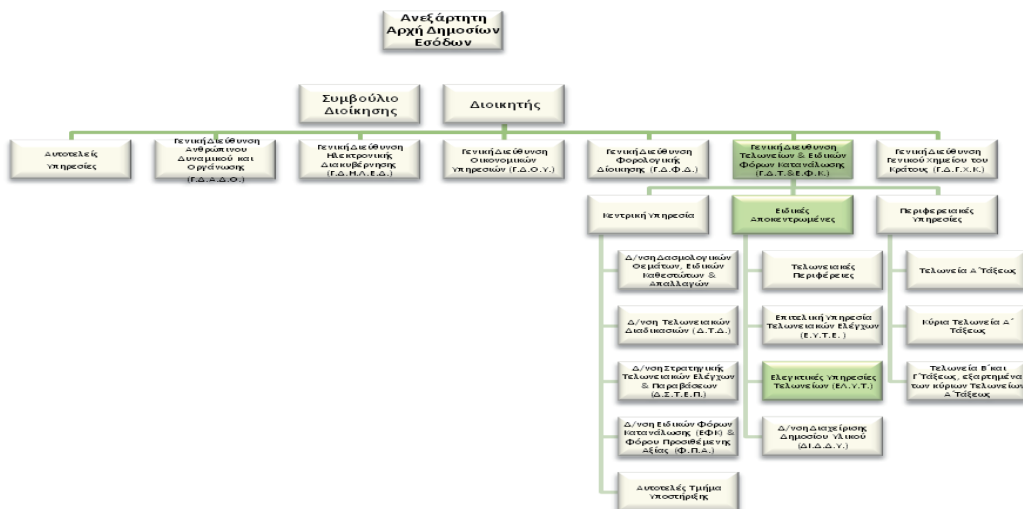 Ανεξάρτητη
Αρχή Δημοσίων
Εσόδων
Συμβούλιο
Διοίκησης
Διοικητής
Αυτοτελείς
Υπηρεσίες
Γενική Διεύθυνση
Ανθρώπινου
Δυναμικού και
Οργάνωσης
(Γ.Δ.Α.Δ.Ο.)
Γενική Διεύθυνση
Ηλεκτρονικής
Διακυβέρνησης
(Γ.Δ.Η.Λ.Ε.Δ.)
Γενική Διεύθυνση
Οικονομικών
Υπηρεσιών (Γ.Δ.Ο.Υ.)
Γενική Διεύθυνση
Φορολογικής
Διοίκησης (Γ.Δ.Φ.Δ.)
Γενική Διεύθυνση
Τελωνείων & Ειδικών
Φόρων Κατανάλωσης
(Γ.Δ.Τ.&Ε.Φ.Κ.)
Γενική Διεύθυνση
Γενικού Χημείου του
Κράτους (Γ.Δ.Γ.Χ.Κ.)
Κεντρική Υπηρεσία
Ειδικές
Αποκεντρωμένες
Περιφερειακές
Υπηρεσίες
Δ/νση Δασμολογικών
Θεμάτων, Ειδικών
Καθεστώτων &
Απαλλαγών
Τελωνειακές
Περιφέρειες
Τελωνεία Α΄Τάξεως
Δ/νση Τελωνειακών
Διαδικασιών (Δ.Τ.Δ.)
Επιτελική Υπηρεσία
Τελωνειακών Ελέγχων
(Ε.Υ.Τ.Ε.)
Κύρια Τελωνεία Α΄
Τάξεως
Δ/νση Στρατηγικής
Τελωνειακών Ελέγχων
& Παραβάσεων
(Δ.Σ.Τ.Ε.Π.)
Ελεγκτικές Υπηρεσίες
Τελωνείων (ΕΛ.Υ.Τ.)
Τελωνεία Β΄ και
Γ΄Τάξεως, εξαρτημένα
των κύριων Τελωνείων
Α΄Τάξεως
Δ/νση Ειδικών Φόρων
Κατανάλωσης (ΕΦΚ) &
Φόρου Προστιθέμενης
Αξίας (Φ.Π.Α.)
Δ/νση Διαχείρισης
Δημοσίου Υλικού
(ΔΙ.Δ.Δ.Υ.)
Αυτοτελές Τμήμα
Υποστήριξης